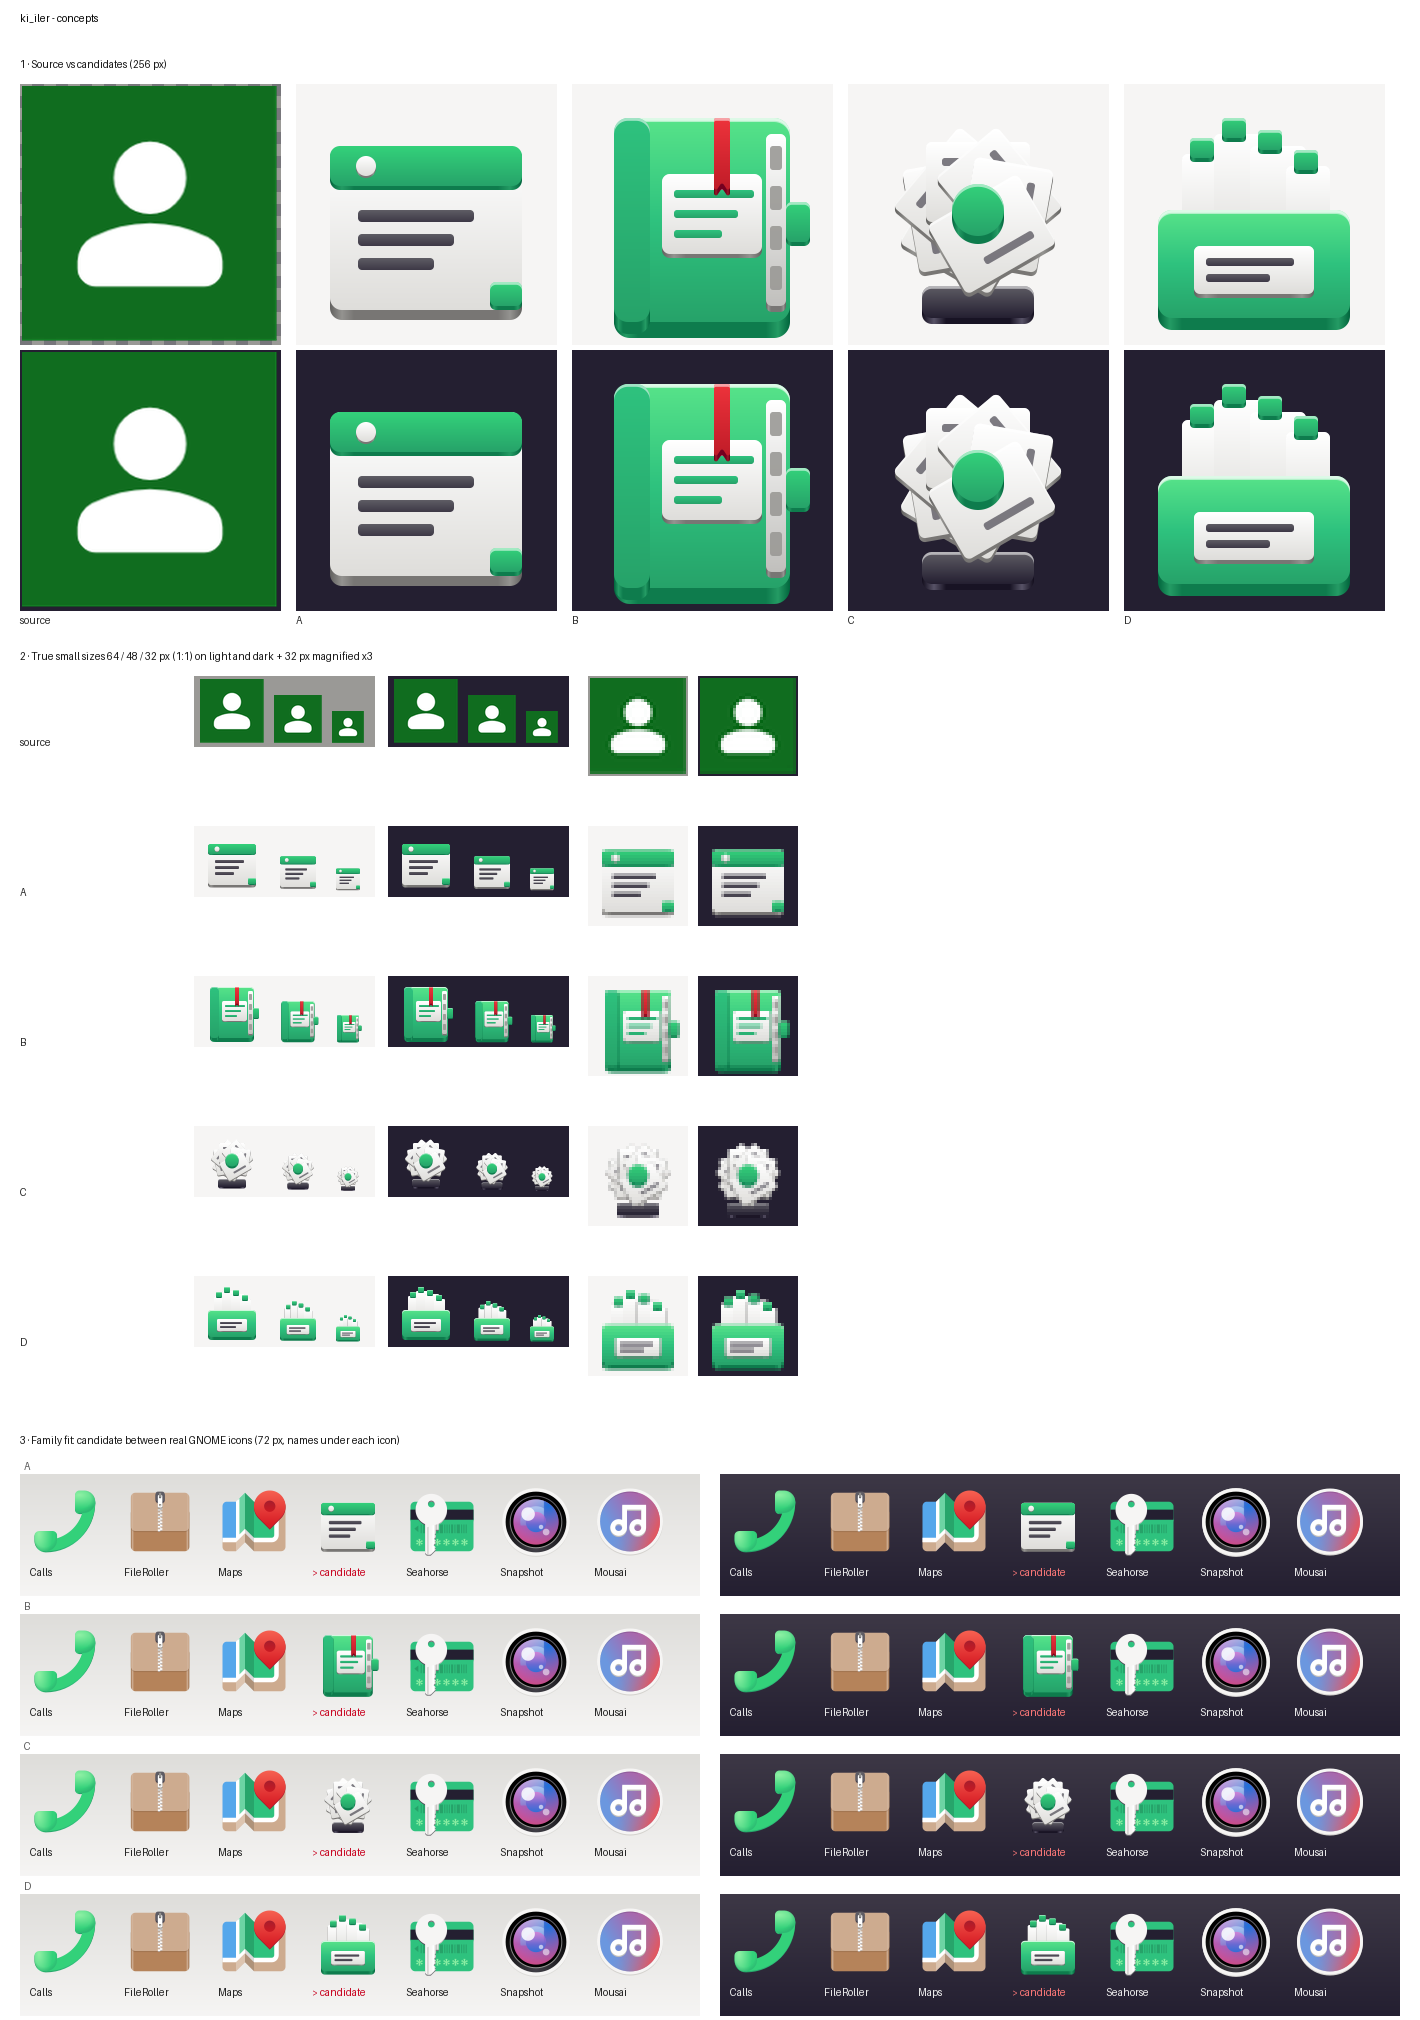 ki_iler - concepts
1 · Source vs candidates (256 px)
source
A
B
C
D
2 · True small sizes 64 / 48 / 32 px (1:1) on light and dark + 32 px magnified x3
source
A
B
C
D
3 · Family fit: candidate between real GNOME icons (72 px, names under each icon)
A
Calls FileRoller Maps > candidate Seahorse Snapshot Mousai
Calls FileRoller Maps > candidate Seahorse Snapshot Mousai
B
Calls FileRoller Maps > candidate Seahorse Snapshot Mousai
Calls FileRoller Maps > candidate Seahorse Snapshot Mousai
C
Calls FileRoller Maps > candidate Seahorse Snapshot Mousai
Calls FileRoller Maps > candidate Seahorse Snapshot Mousai
D
Calls FileRoller Maps > candidate Seahorse Snapshot Mousai
Calls FileRoller Maps > candidate Seahorse Snapshot Mousai